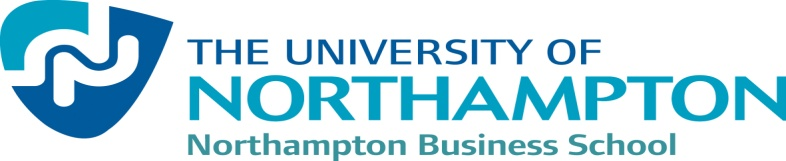 THE UNIVERSITY OF
NORTHAMPTON
Northampton Business School